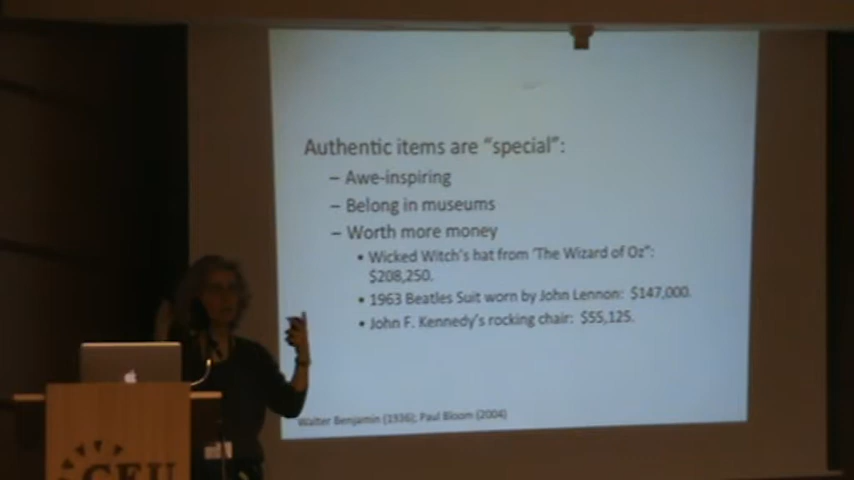 Authentic items are “special”:
– Awe-inspiring
– Belong in museums
– Worth more money
• Wicked Witch's hat from 'The Wizard of Oz":
$208,250.
• 1963 Beatles Suit worn by John Lennon: $147,000.
• John F. Kennedy's rocking chair: $55,125.
Walter Benjamin (1936); Paul Bloom (2004)
CEU